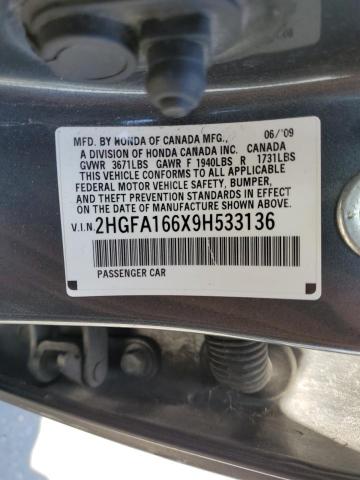 MFD. BY HONDA OF CANADA MFG., 06/'09
A DIVISION OF HONDA CANADA INC. CANADA
GVWR 3671LBS GAWR F 1940LBS R 1731LBS
THIS VEHICLE CONFORMS TO ALL APPLICABLE
FEDERAL MOTOR VEHICLE SAFETY, BUMPER,
AND THEFT PREVENTION STANDARDS IN EFFECT
ON THE DATE OF MANUFACTURE SHOWN ABOVE.
V.I.N. 2HGFA166X9H533136
PASSENGER CAR